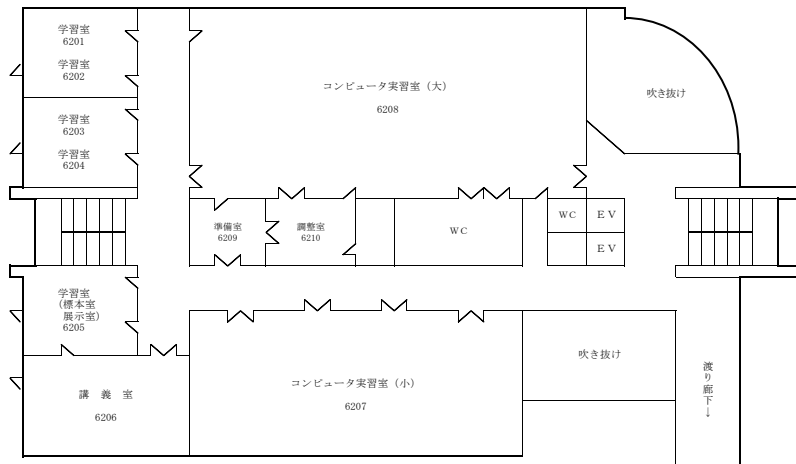 学習室
6201
学習室
6202
学習室
6203
学習室
6204
コンピュータ実習室（大）
6208
吹き抜け
準備室
6209
調整室
6210
WC
WC
EV
EV
学習室
（標本室
展示室）
6205
講義室
6206
コンピュータ実習室（小）
6207
吹き抜け
渡り廊下→